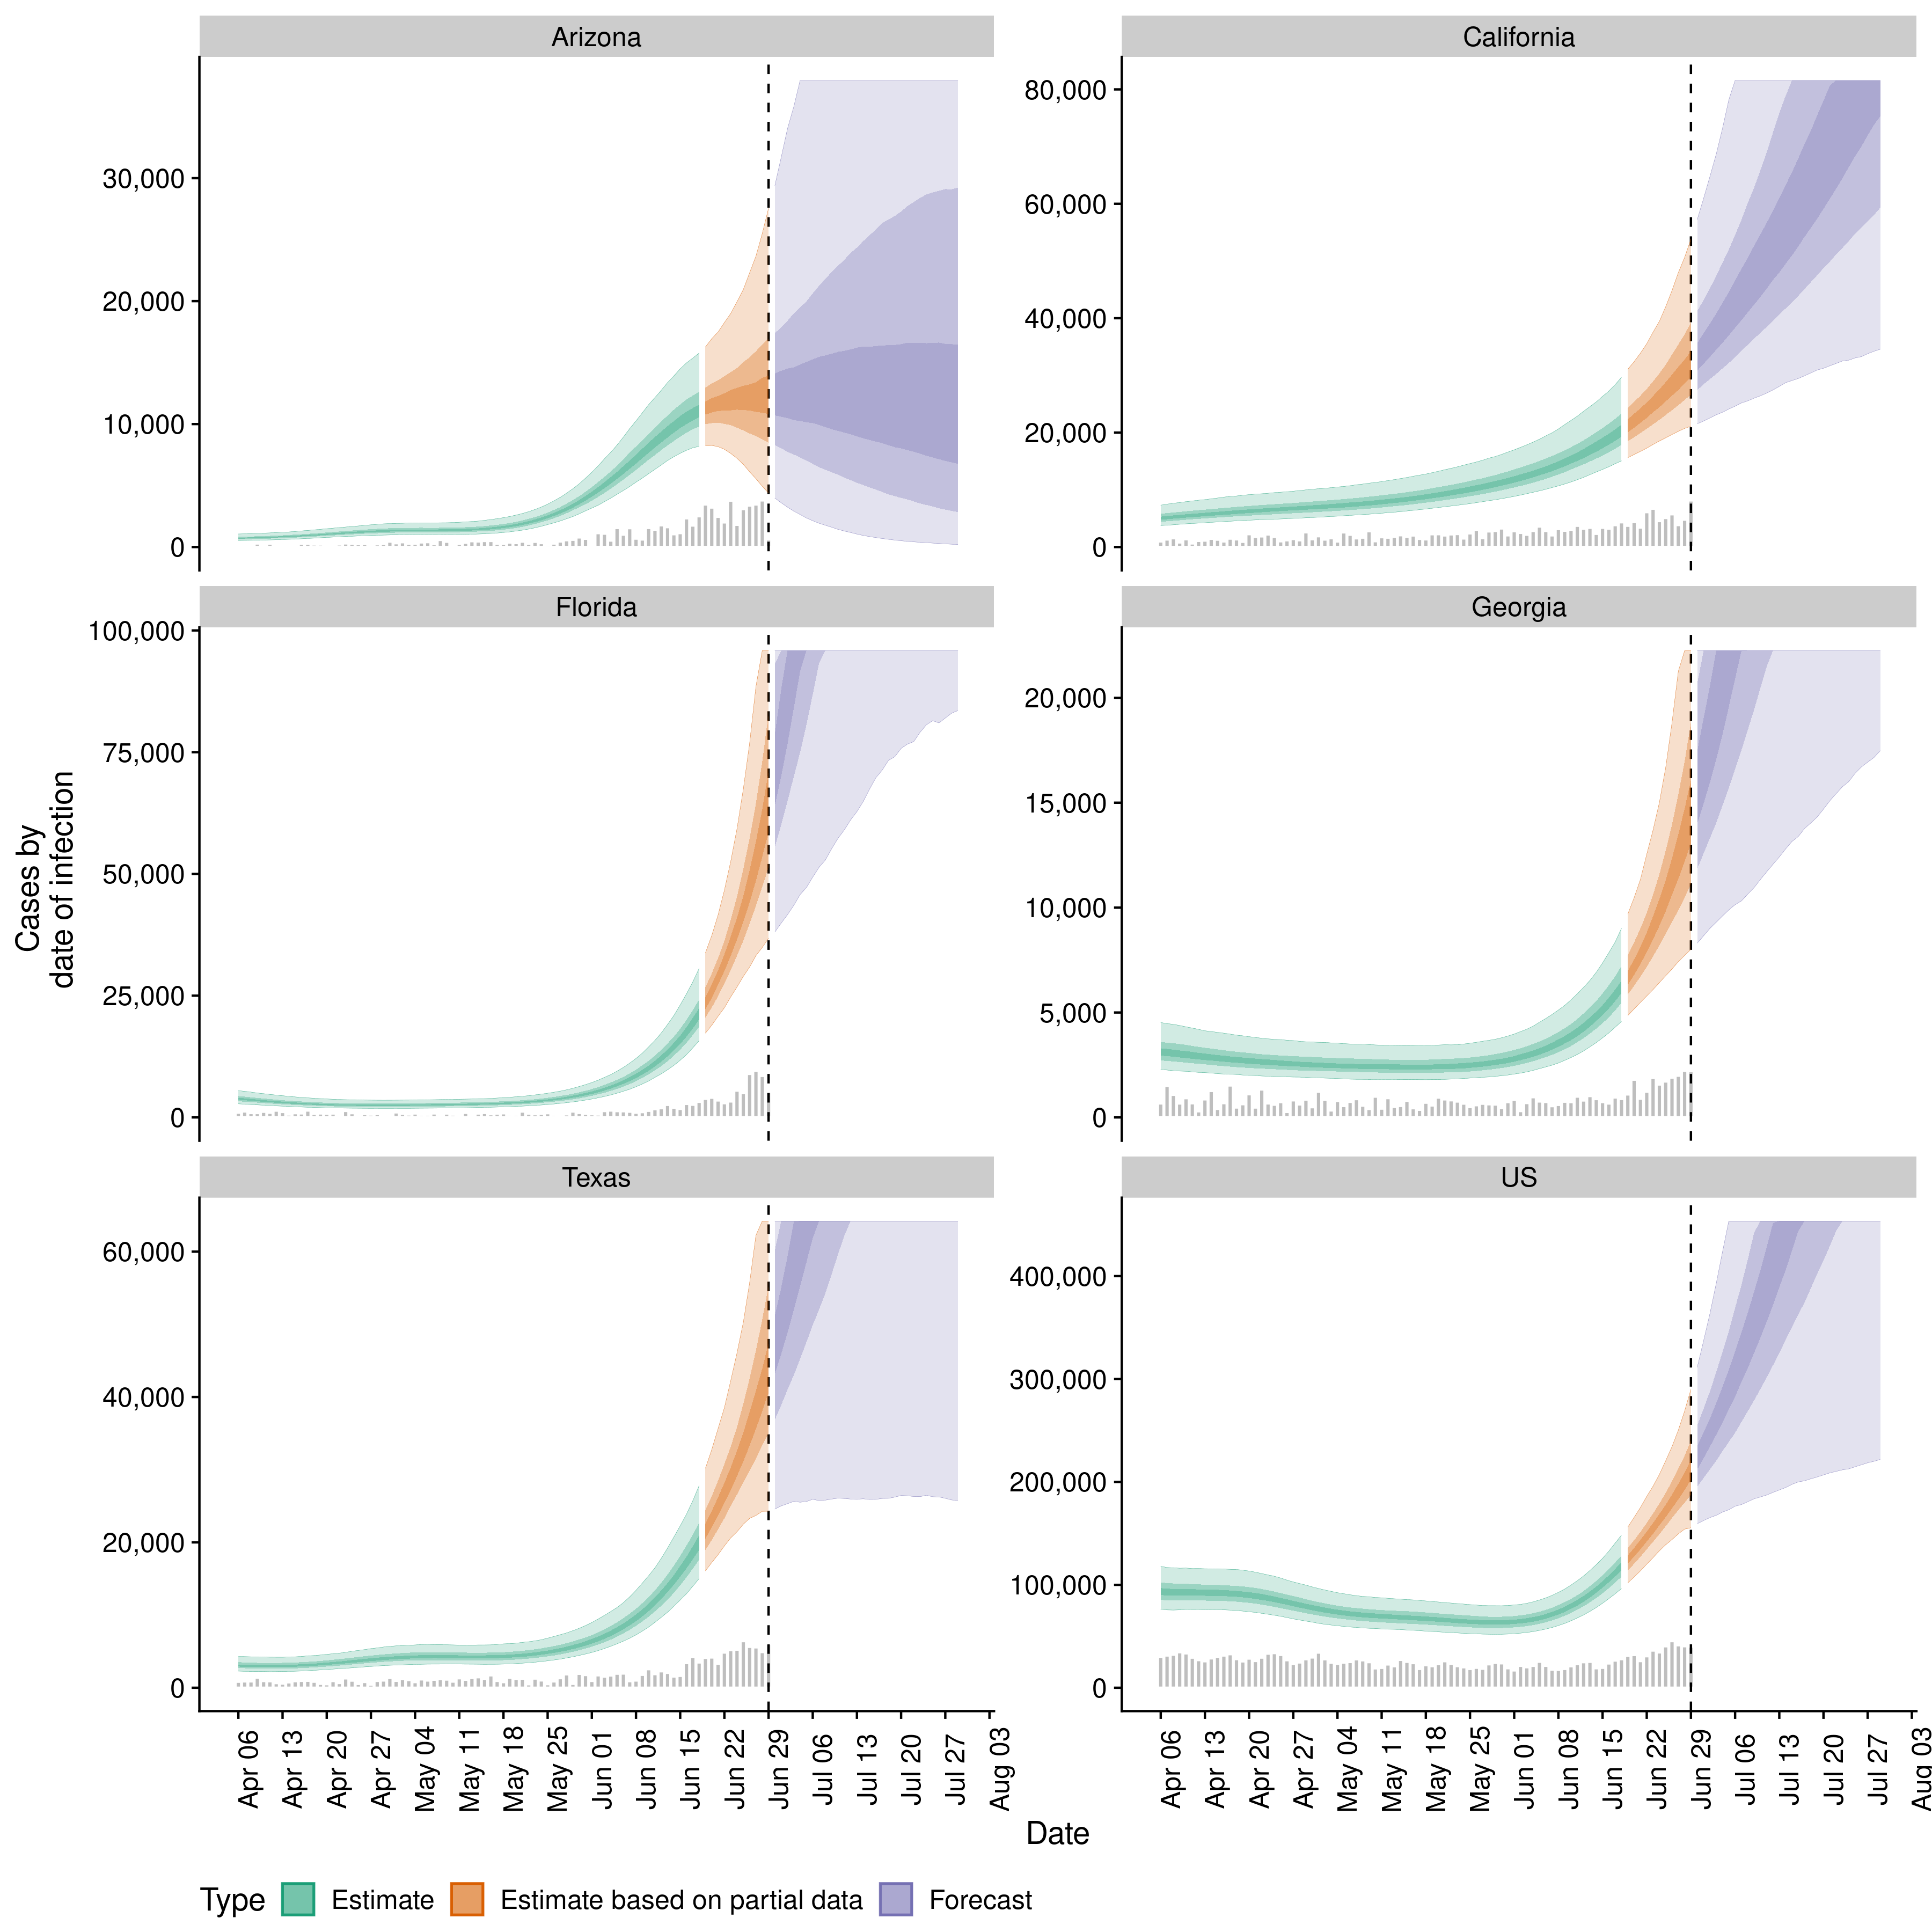 Arizona
California
30,000
20,000
10,000
0
80,000
60,000
40,000
20,000
0
Florida
Georgia
100,000
75,000
50,000
25,000
0
20,000
15,000
10,000
5,000
0
Cases by
date of infection
Texas
US
60,000
40,000
20,000
0
400,000
300,000
200,000
100,000
0
Apr 06
Apr 13
Apr 20
Apr 27
May 04
May 11
May 18
May 25
Jun 01
Jun 08
Jun 15
Jun 22
Jun 29
Jul 06
Jul 13
Jul 20
Jul 27
Aug 03
Apr 06
Apr 13
Apr 20
Apr 27
May 04
May 11
May 18
May 25
Jun 01
Jun 08
Jun 15
Jun 22
Jun 29
Jul 06
Jul 13
Jul 20
Jul 27
Aug 03
Date
Type Estimate Estimate based on partial data Forecast